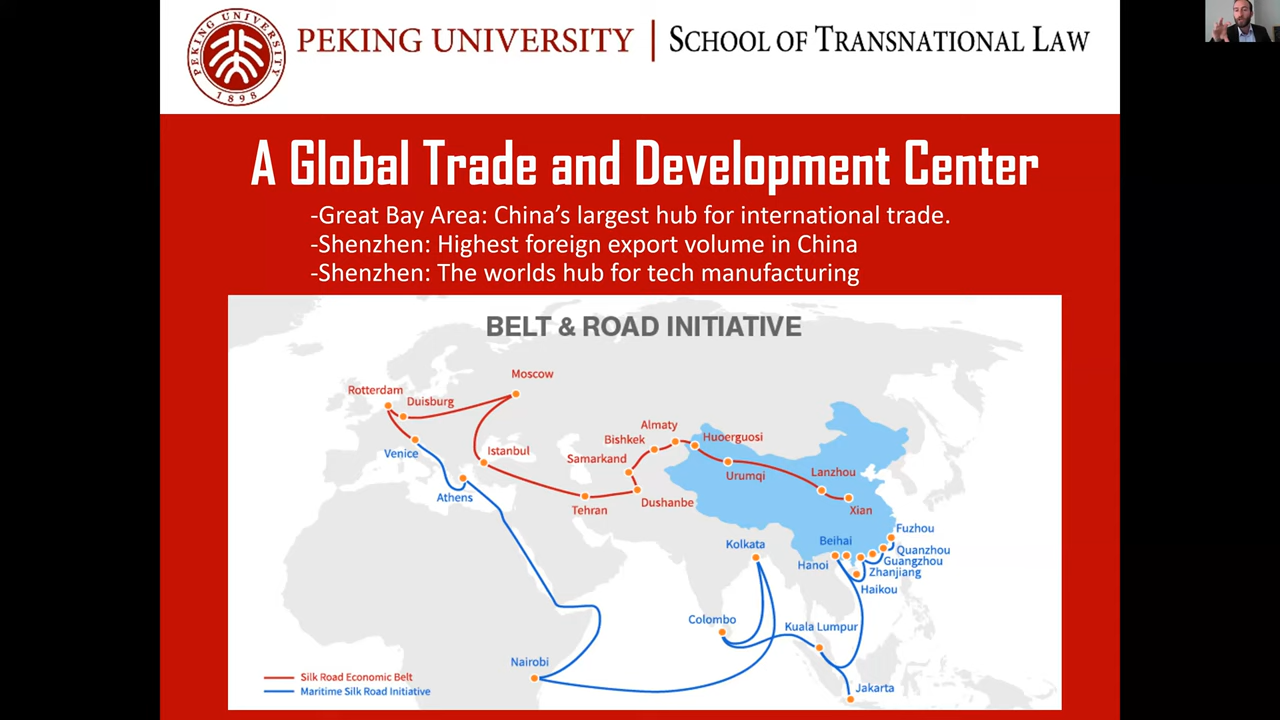 PEKING UNIVERSITY
1898
PEKING UNIVERSITY | SCHOOL OF TRANSNATIONAL LAW
A Global Trade and Development Center
-Great Bay Area: China's largest hub for international trade.
-Shenzhen: Highest foreign export volume in China
-Shenzhen: The worlds hub for tech manufacturing
BELT & ROAD INITIATIVE
Moscow
Rotterdam
Duisburg
Almaty
Bishkek
Huoerguosi
Venice
Istanbul
Samarkand
Urumqi
Lanzhou
Athens
Tehran
Dushanbe
Xian
Fuzhou
Kolkata
Beihai
Quanzhou
Hanoi
Guangzhou
Zhanjiang
Haikou
Colombo
Kuala Lumpur
Nairobi
Jakarta
Silk Road Economic Belt
Maritime Silk Road Initiative